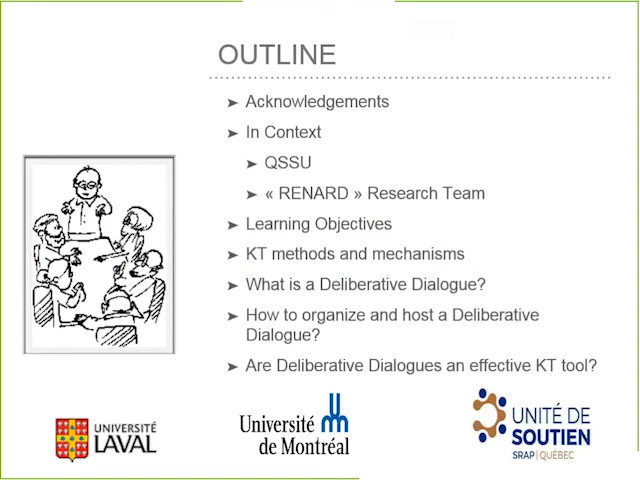 OUTLINE
Acknowledgements
In Context
QSSU
« RENARD » Research Team
Learning Objectives
KT methods and mechanisms
What is a Deliberative Dialogue?
How to organize and host a Deliberative
Dialogue?
Are Deliberative Dialogues an effective KT tool?
UNIVERSITÉ
LAVAL
Université
de Montréal
UNITÉ DE
SOUTIEN
SRAP | QUÉBEC